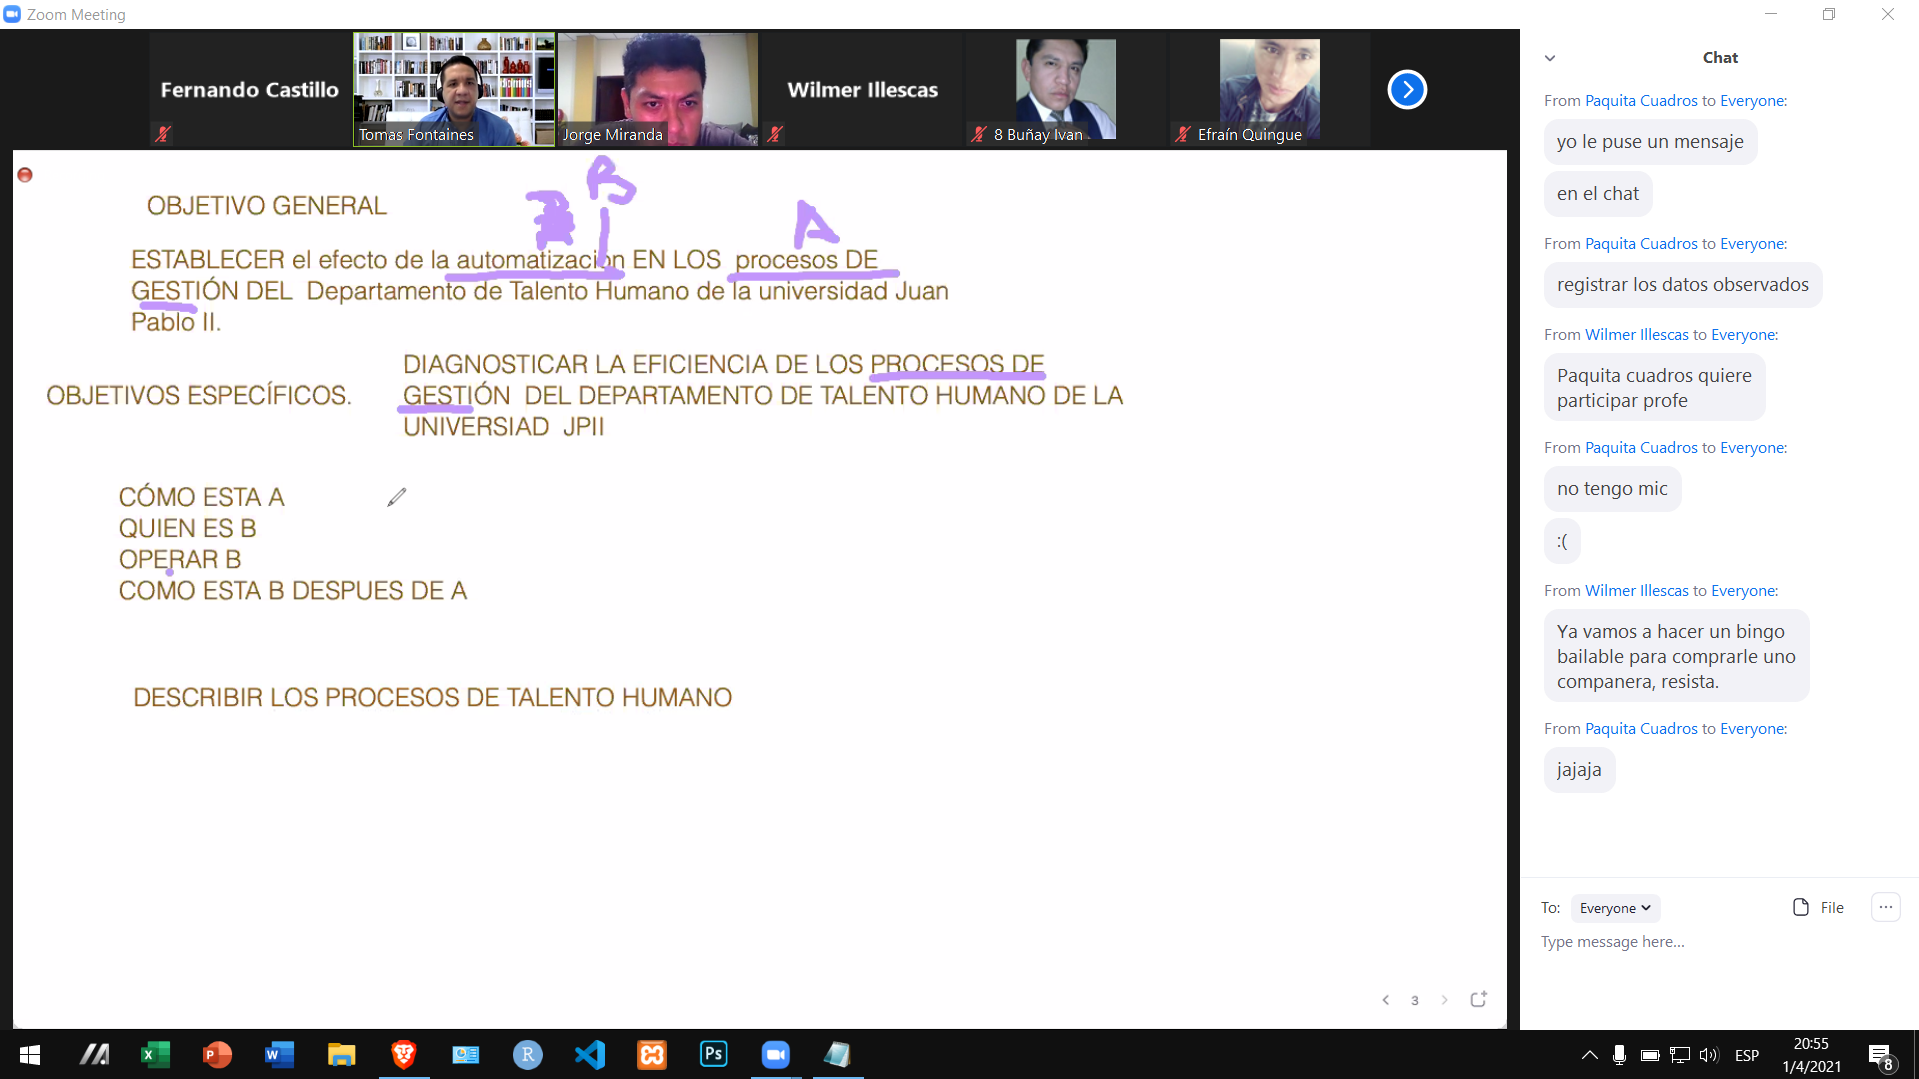 Zoom Meeting
Fernando Castillo
Tomas Fontaines
Jorge Miranda
Wilmer Illescas
8 Buñay Ivan
Efraín Quingue
B
A
OBJETIVO GENERAL
ESTABLECER el efecto de la automatización EN LOS procesos DE
GESTIÓN DEL Departamento de Talento Humano de la universidad Juan
Pablo II.
OBJETIVOS ESPECÍFICOS.
DIAGNOSTICAR LA EFICIENCIA DE LOS PROCESOS DE
GESTIÓN DEL DEPARTAMENTO DE TALENTO HUMANO DE LA
UNIVERSIAD JPII
CÓMO ESTA A
QUIEN ES B
OPERAR B
COMO ESTA B DESPUES DE A
DESCRIBIR LOS PROCESOS DE TALENTO HUMANO
3
Chat
From Paquita Cuadros to Everyone:
yo le puse un mensaje
en el chat
From Paquita Cuadros to Everyone:
registrar los datos observados
From Wilmer Illescas to Everyone:
Paquita cuadros quiere
participar profe
From Paquita Cuadros to Everyone:
no tengo mic
:(
From Wilmer Illescas to Everyone:
Ya vamos a hacer un bingo
bailable para comprarle uno
companera, resista.
From Paquita Cuadros to Everyone:
jajaja
To: Everyone File
Type message here...
ESP
20:55
1/4/2021
8
Ps
R